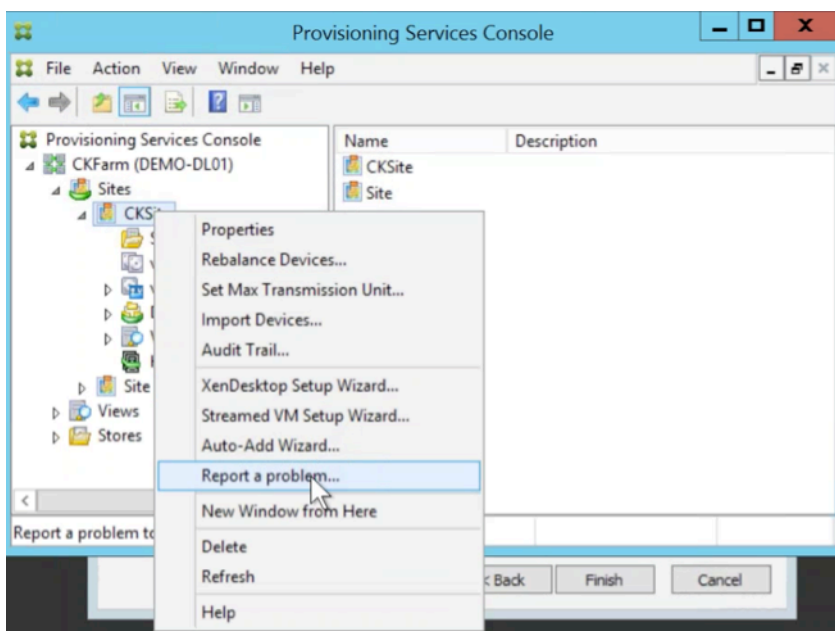 Provisioning Services Console
File Action View Window Help
Provisioning Services Console
CKFarm (DEMO-DL01)
Sites
CKSit
Site
Views
Stores
Name Description
CKSite
Site
Properties
Rebalance Devices...
Set Max Transmission Unit...
Import Devices...
Audit Trail...
XenDesktop Setup Wizard...
Streamed VM Setup Wizard...
Auto-Add Wizard...
Report a problem...
New Window from Here
Delete
Refresh
Help
Report a problem to
< Back Finish Cancel